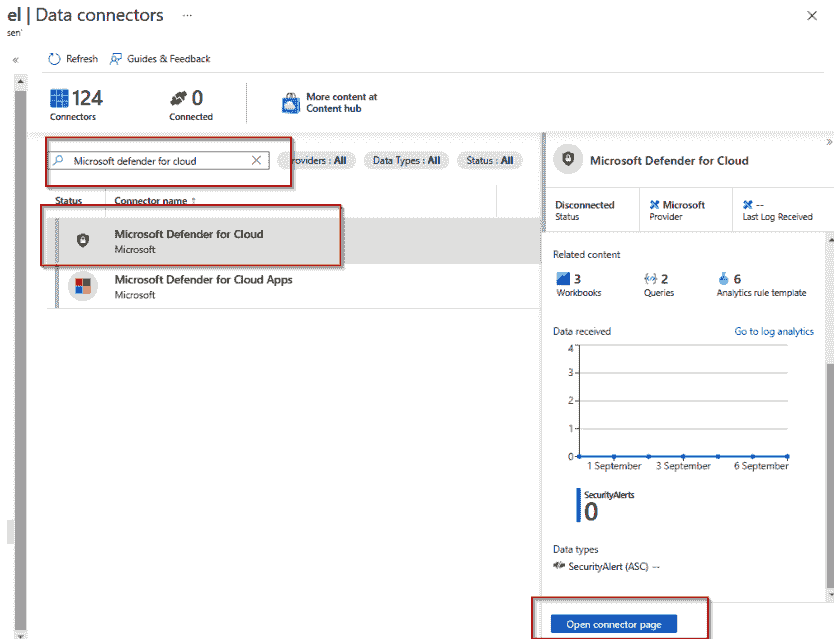 el | Data connectors ...
sen'
«
Refresh Guides & Feedback
124
Connectors
0
Connected
More content at
Content hub
Microsoft defender for cloud
roviders : All
Data Types : All
Status : All
Status
Connector name ↑
Microsoft Defender for Cloud
Microsoft
Microsoft Defender for Cloud Apps
Microsoft
»
Microsoft Defender for Cloud
Disconnected
Status
Microsoft
Provider
--
Last Log Received
Related content
3
Workbooks
2
Queries
6
Analytics rule template
Data received
Go to log analytics
4
3
2
1
0
1 September 3 September 6 September
SecurityAlerts
0
Data types
SecurityAlert (ASC) --
Open connector page